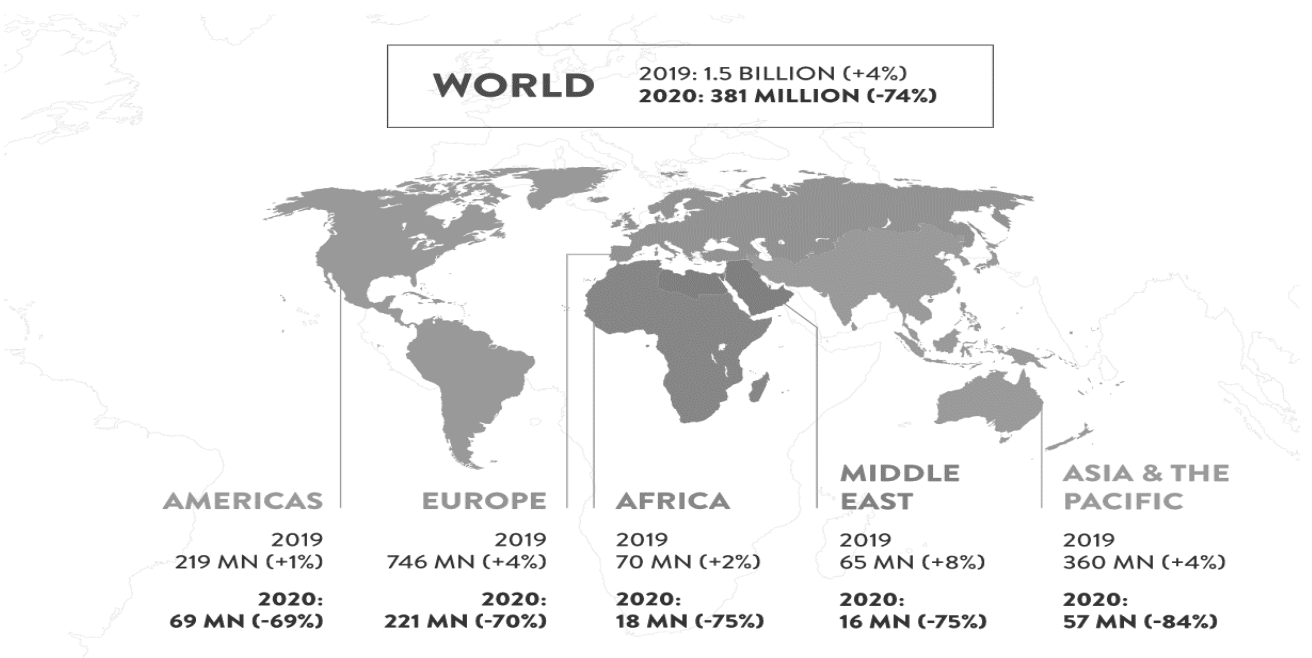 WORLD
2019: 1.5 BILLION (+4%)
2020: 381 MILLION (-74%)
AMERICAS
2019
219 MN (+1%)
2020:
69 MN (-69%)
EUROPE
2019
746 MN (+4%)
2020:
221 MN (-70%)
AFRICA
2019
70 MN (+2%)
2020:
18 MN (-75%)
MIDDLE
EAST
2019
65 MN (+8%)
2020:
16 MN (-75%)
ASIA & THE
PACIFIC
2019
360 MN (+4%)
2020:
57 MN (-84%)